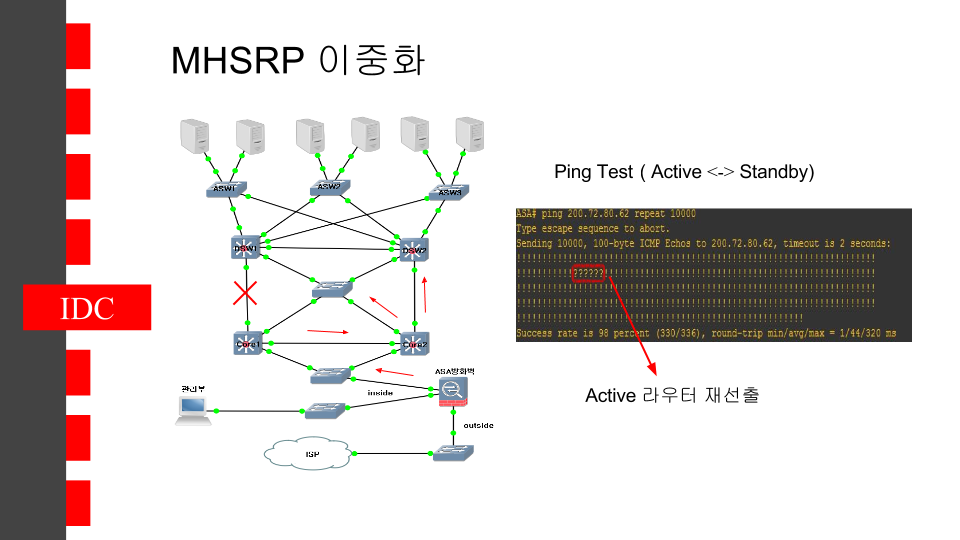 MHSRP 이중화
Ping Test ( Active <-> Standby)
ASW1
ASW2
ASW3
DSW1
DSW2
ASA# ping 200.72.80.62 repeat 10000
Type escape sequence to abort.
Sending 10000, 100-byte ICMP Echos to 200.72.80.62, timeout is 2 seconds:
!!!!!!!!!!!!!!!!!!!!!!!!!!!!!!!!!!!!!!!!!!!!!!!!!!!!!!!!!!!!!!!!!!!!!!
!!!!!!!!!!!??????!!!!!!!!!!!!!!!!!!!!!!!!!!!!!!!!!!!!!!!!!!!!!!!!!!!!!
!!!!!!!!!!!!!!!!!!!!!!!!!!!!!!!!!!!!!!!!!!!!!!!!!!!!!!!!!!!!!!!!!!!!!!
!!!!!!!!!!!!!!!!!!!!!!!!!!!!!!!!!!!!!!!!!!!!!!!!!!!!!!!!!!!!!!!!!!!!!!
!!!!!!!!!!!!!!!!!!!!!!!!!!!!!!!!!!!!!!!!!!!!!!!!!!!!!!!!
Success rate is 98 percent (330/336), round-trip min/avg/max = 1/44/320 ms
IDC
Core1
Core2
ASA방화벽
관리부
inside
outside
ISP
Active 라우터 재선출